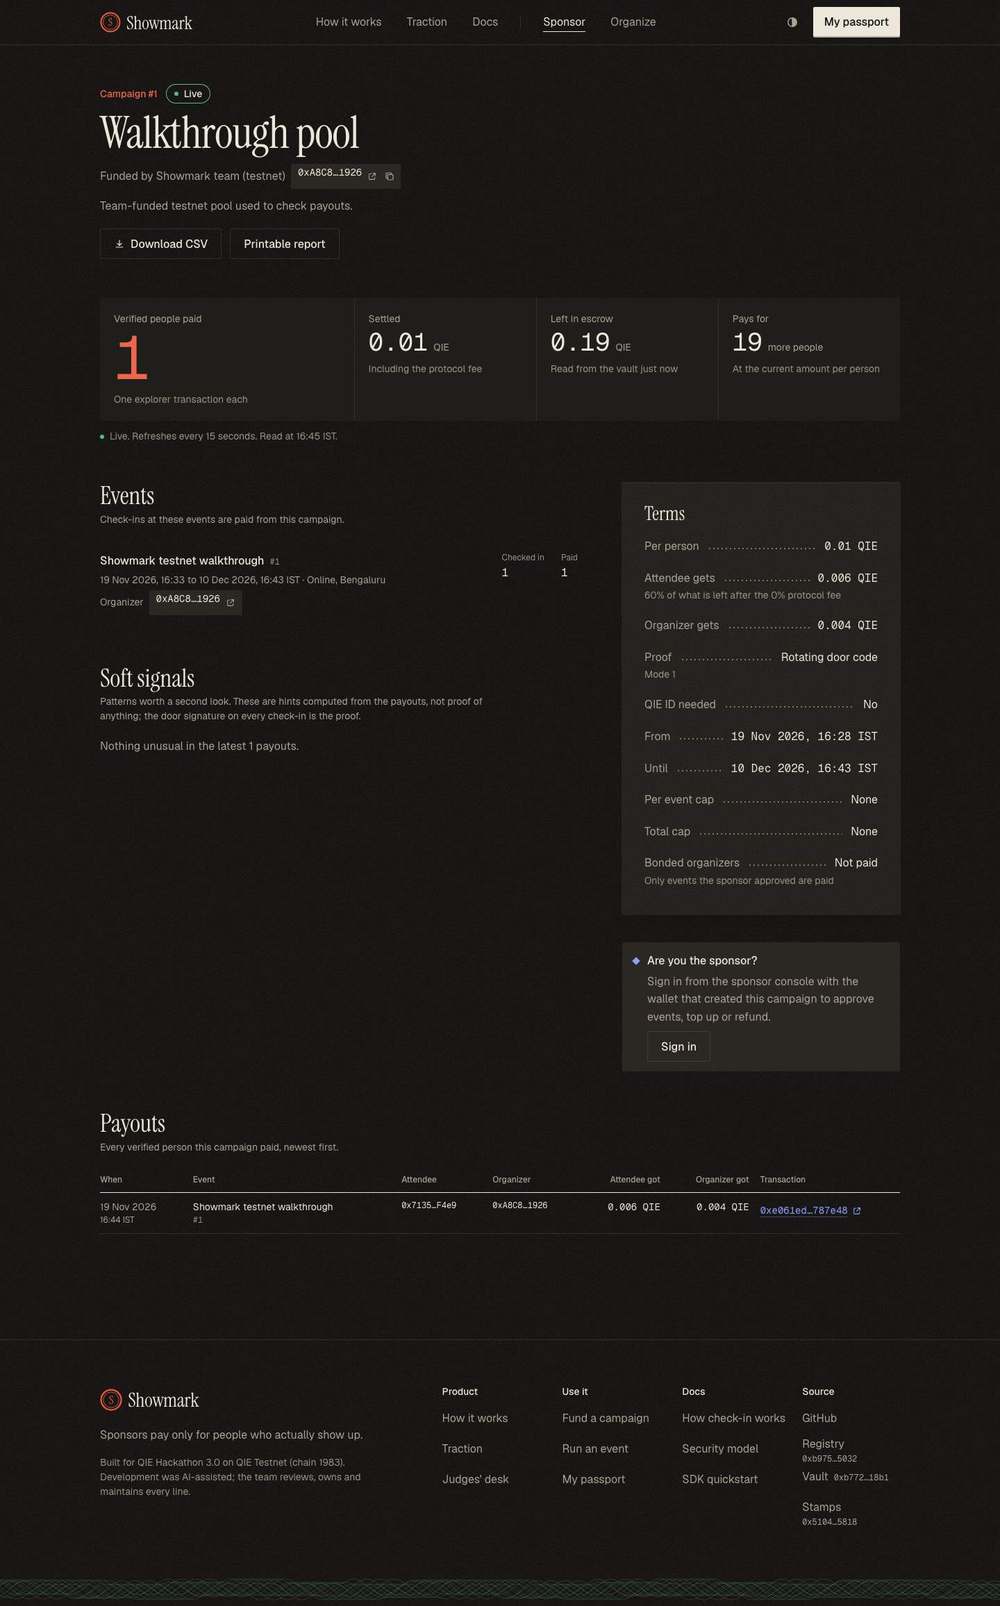 Showmark
How it works
Traction
Docs
Sponsor
Organize
My passport
Campaign #1
Live
Walkthrough pool
Funded by Showmark team (testnet) 0xA8C8…1926
Team-funded testnet pool used to check payouts.
Download CSV
Printable report
Verified people paid
1
One explorer transaction each
Settled
0.01 QIE
Including the protocol fee
Left in escrow
0.19 QIE
Read from the vault just now
Pays for
19 more people
At the current amount per person
Live. Refreshes every 15 seconds. Read at 16:45 IST.
Events
Check-ins at these events are paid from this campaign.
Showmark testnet walkthrough #1
19 Nov 2026, 16:33 to 10 Dec 2026, 16:43 IST · Online, Bengaluru
Organizer 0xA8C8…1926
Checked in
1
Paid
1
Soft signals
Patterns worth a second look. These are hints computed from the payouts, not proof of
anything; the door signature on every check-in is the proof.
Nothing unusual in the latest 1 payouts.
Terms
Per person 0.01 QIE
Attendee gets 0.006 QIE
60% of what is left after the 0% protocol fee
Organizer gets 0.004 QIE
Proof Rotating door code
Mode 1
QIE ID needed No
From 19 Nov 2026, 16:28 IST
Until 10 Dec 2026, 16:43 IST
Per event cap None
Total cap None
Bonded organizers Not paid
Only events the sponsor approved are paid
Are you the sponsor?
Sign in from the sponsor console with the
wallet that created this campaign to approve
events, top up or refund.
Sign in
Payouts
Every verified person this campaign paid, newest first.
When Event Attendee Organizer Attendee got Organizer got Transaction
19 Nov 2026 Showmark testnet walkthrough 0x7135…F4e9 0xA8C8…1926 0.006 QIE 0.004 QIE 0xe061ed…787e48
16:44 IST #1
Showmark
Sponsors pay only for people who actually show up.
Built for QIE Hackathon 3.0 on QIE Testnet (chain 1983).
Development was AI-assisted; the team reviews, owns and
maintains every line.
Product
How it works
Traction
Judges' desk
Use it
Fund a campaign
Run an event
My passport
Docs
How check-in works
Security model
SDK quickstart
Source
GitHub
Registry
0xb975…5032
Vault 0xb772…18b1
Stamps
0x5104…5818